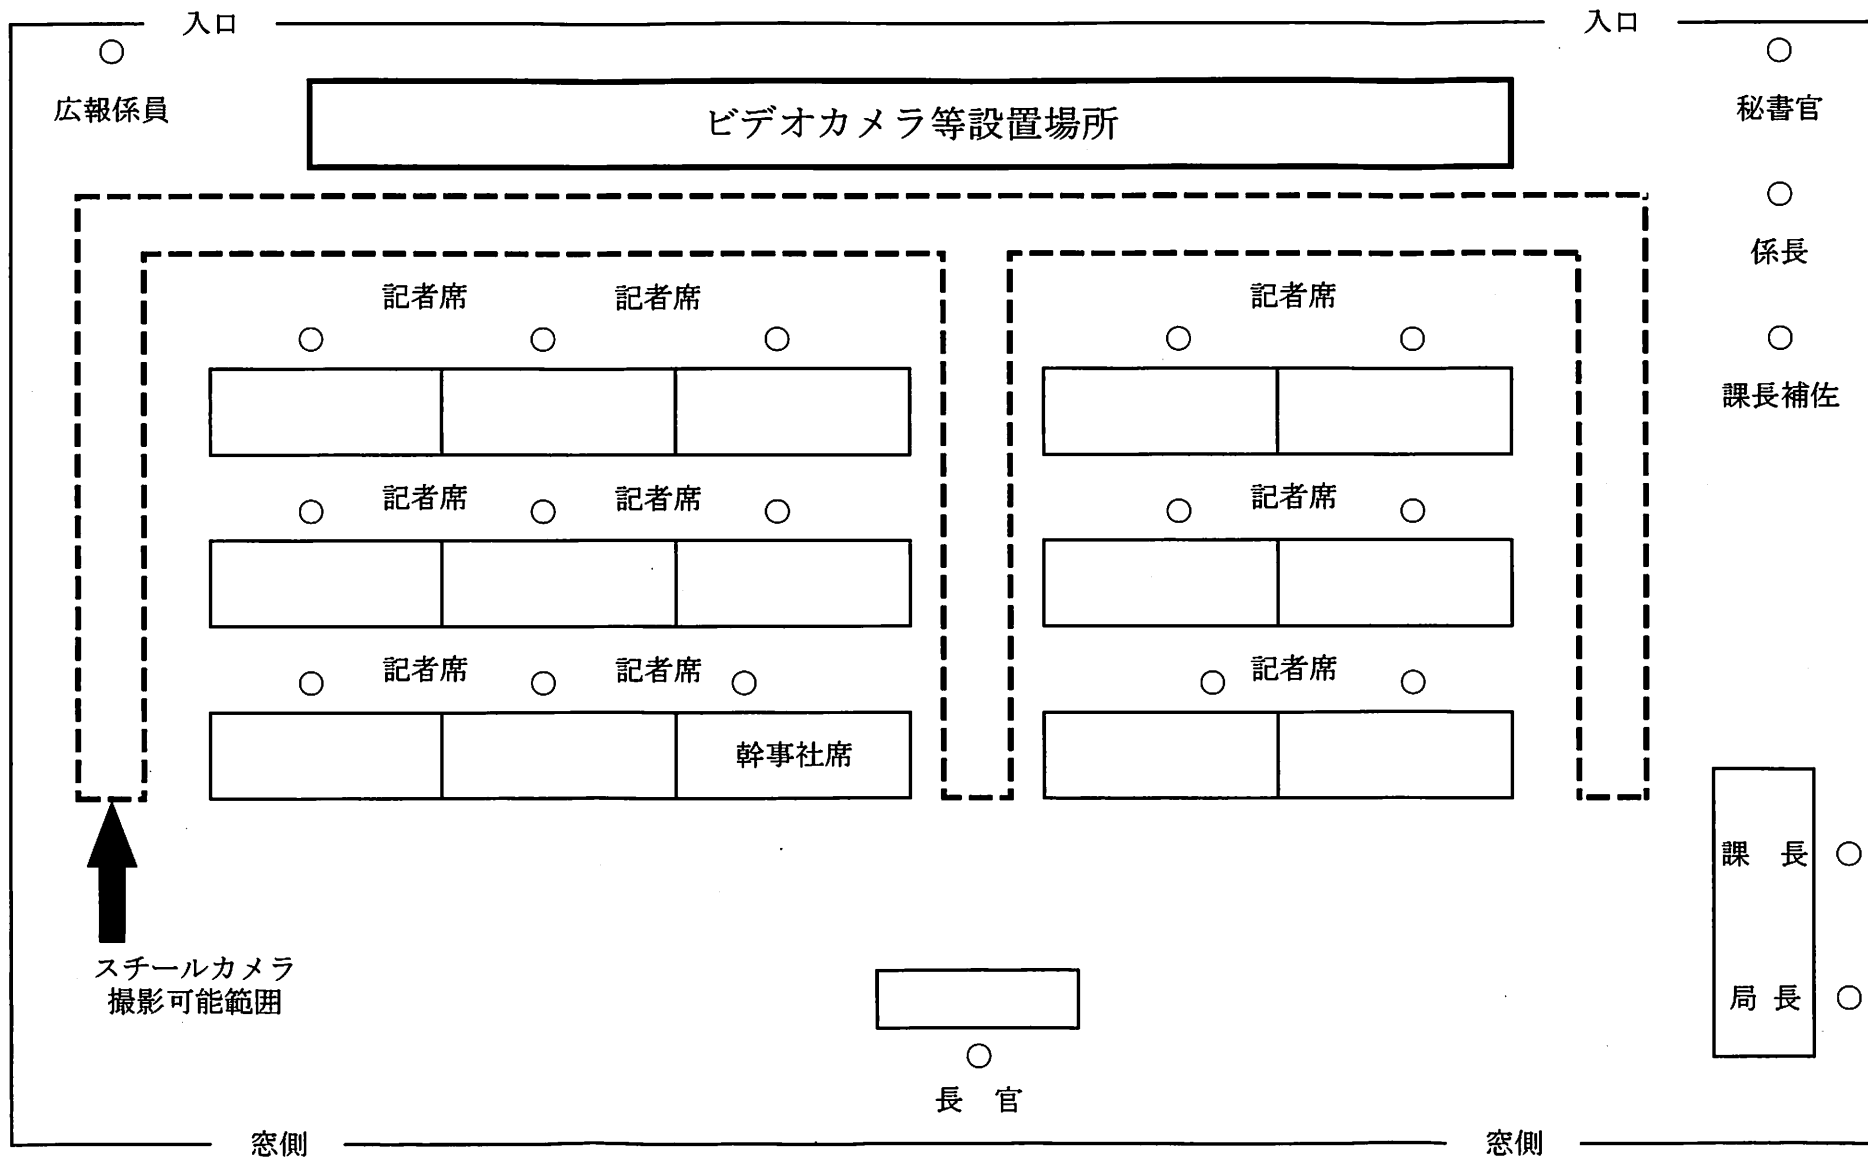 入口
入口
広報係員
ビデオカメラ等設置場所
秘書官
係長
記者席
記者席
記者席
課長補佐
記者席
記者席
記者席
記者席
記者席
記者席
幹事社席
課　長
スチールカメラ
撮影可能範囲
局 長
長　官
窓側
窓側